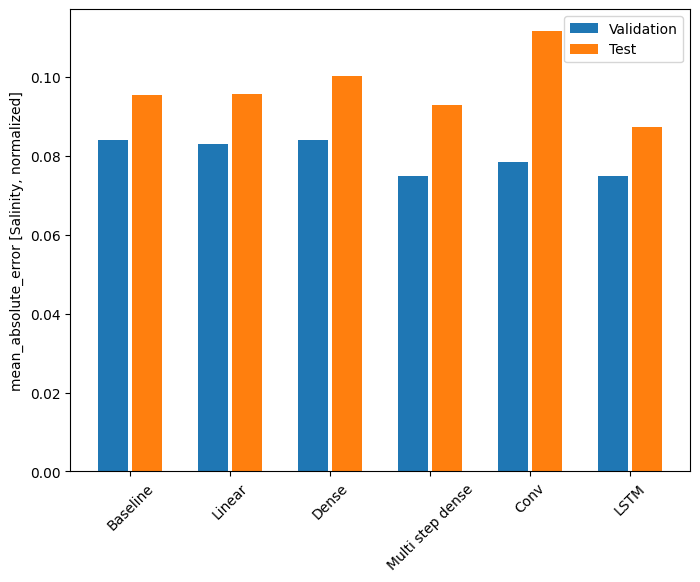 Validation
Test
mean_absolute_error [Salinity, normalized]
0.10
0.08
0.06
0.04
0.02
0.00
Baseline
Linear
Dense
Multi step dense
Conv
LSTM